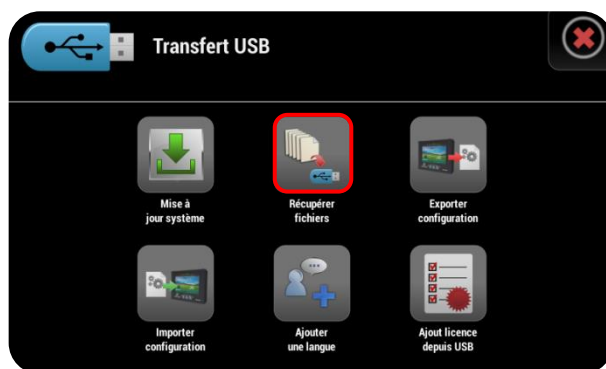 Transfert USB
Mise à
jour système
Récupérer
fichiers
Exporter
configuration
Importer
configuration
Ajouter
une langue
Ajout licence
depuis USB